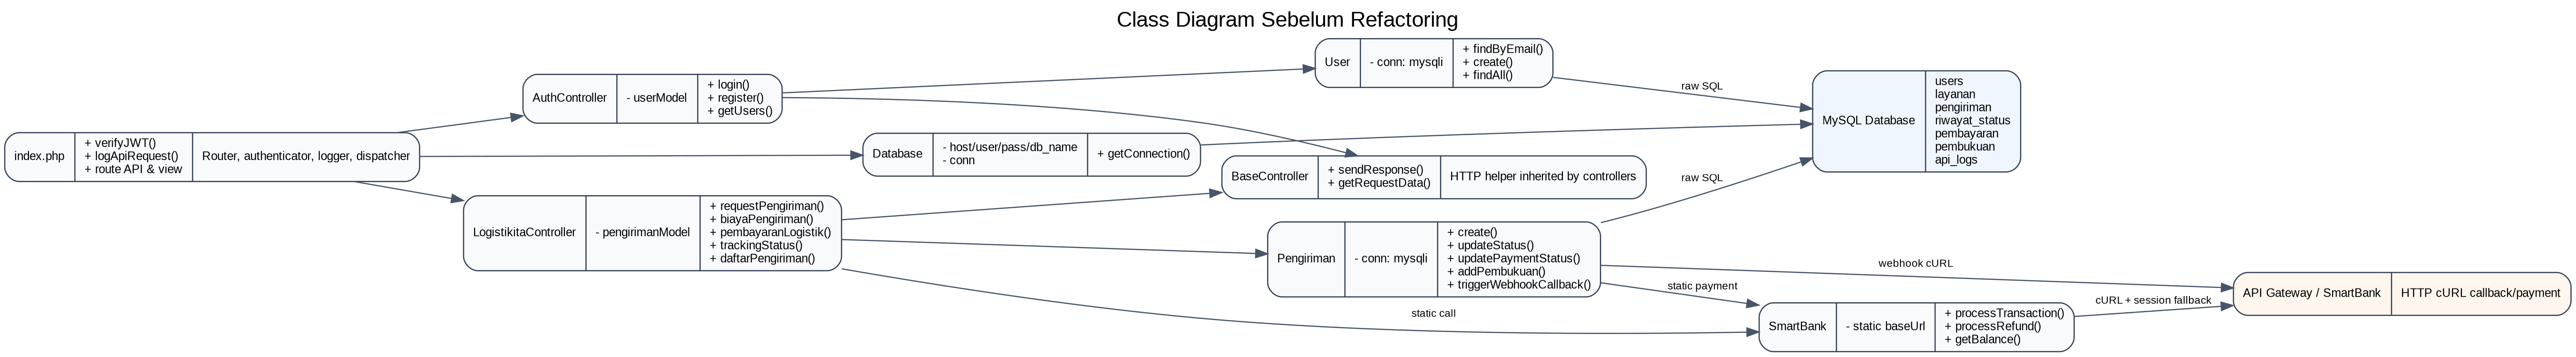 Class Diagram Sebelum Refactoring
index.php
+ verifyJWT()
+ logApiRequest()
+ route API & view
Router, authenticator, logger, dispatcher
AuthController
- userModel
+ login()
+ register()
+ getUsers()
LogistikitaController
- pengirimanModel
+ requestPengiriman()
+ biayaPengiriman()
+ pembayaranLogistik()
+ trackingStatus()
+ daftarPengiriman()
Database
- host/user/pass/db_name
- conn
+ getConnection()
User
- conn: mysqli
+ findByEmail()
+ create()
+ findAll()
BaseController
+ sendResponse()
+ getRequestData()
HTTP helper inherited by controllers
Pengiriman
- conn: mysqli
+ create()
+ updateStatus()
+ updatePaymentStatus()
+ addPembukuan()
+ triggerWebhookCallback()
static call
raw SQL
raw SQL
webhook cURL
static payment
MySQL Database
users
layanan
pengiriman
riwayat_status
pembayaran
pembukuan
api_logs
SmartBank
- static baseUrl
+ processTransaction()
+ processRefund()
+ getBalance()
cURL + session fallback
API Gateway / SmartBank
HTTP cURL callback/payment